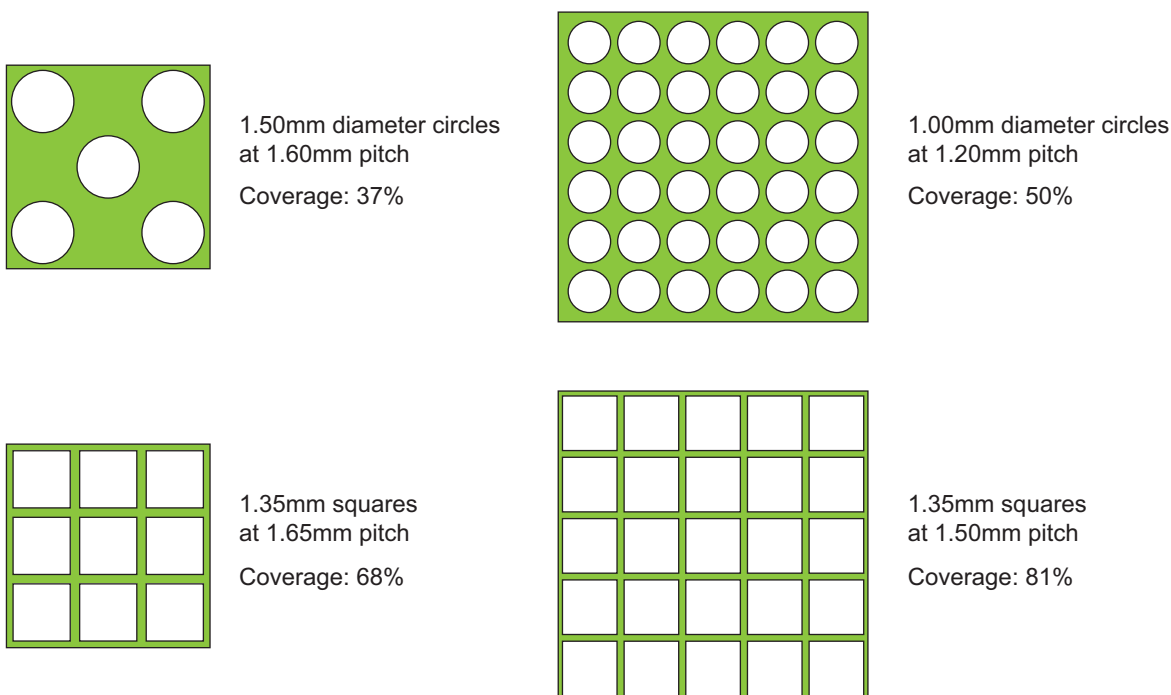 1.50mm diameter circles
at 1.60mm pitch
Coverage: 37%
1.00mm diameter circles
at 1.20mm pitch
Coverage: 50%
1.35mm squares
at 1.65mm pitch
Coverage: 68%
1.35mm squares
at 1.50mm pitch
Coverage: 81%